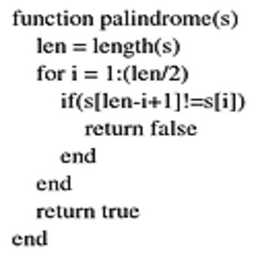 function palindrome(s)
len = length(s)
for i = 1:(len/2)
if(s[len-i+1]!=s[i])
return false
end
end
return true
end